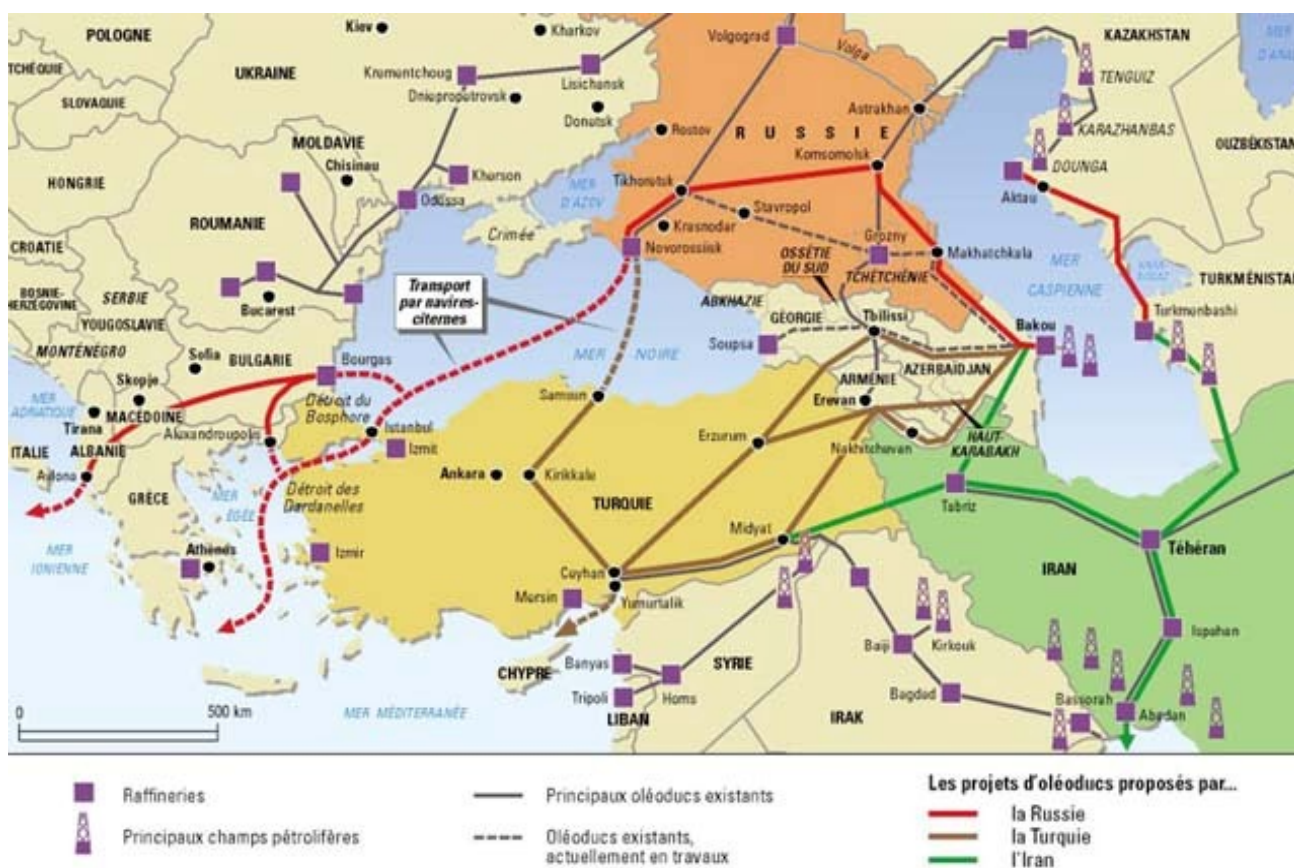 POLOGNE
Kiev
Kharkov
Volgograd
Volga
KAZAKHSTAN
MER
TCHÉQUIE
UKRAINE
Krementchoug
Lisichansk
TENGUIZ
SLOVAQUIE
Dniepropetrovsk
Astrakhan
Donetsk
KARAZHANBAS
MOLDAVIE
Rostov
RUSSIE
OUZBÉKISTAN
Chisinau
Komsomolsk
DOUNGA
HONGRIE
Kherson
Tikhoretsk
Odessa
MER
D'AZOV
Aktau
ROUMANIE
Stavropol
Krasnodar
Crimée
Grozny
CROATIE
Novorossiisk
OSSÉTIE
DU SUD
Makhatchkala
TCHÉTCHÉNIE
MER
CASPIENNE
TURKMÉNISTAN
BOSNIE-
HERZÉGOVINE
SERBIE
Transport
par navires-
citernes
ABKHAZIE
Bucarest
GÉORGIE
Tbilissi
Turkmenbashi
YOUGOSLAVIE
Bakou
MONTÉNÉGRO
Sofia
BULGARIE
Bourgas
MER NOIRE
Soupsa
AZERBAÏDJAN
Skopje
ARMÉNIE
MER
ADRIATIQUE
MACEDOINE
Détroit du
Bosphore
Samsun
Erevan
Tirana
Alexandroupolis
Istanbul
HAUT-
KARABAKH
ITALIE
ALBANIE
Izmit
Erzurum
Nakhitchevan
Ankara
Kirikkale
GRÈCE
MER
ÉGÉE
Détroit des
Dardanelles
TURQUIE
Tabriz
Midyat
Téhéran
MER
IONIENNE
Athènes
Izmir
IRAN
Ceyhan
Mersin
Yumurtalik
Ispahan
Baiji
Kirkouk
CHYPRE
Banyas
SYRIE
Tripoli
Homs
Bagdad
Bassorah
Abadan
0
500 km
MER MÉDITERRANÉE
LIBAN
IRAK
Raffineries
Principaux champs pétrolifères
Principaux oléoducs existants
Oléoducs existants,
actuellement en travaux
Les projets d'oléoducs proposés par...
la Russie
la Turquie
l'Iran